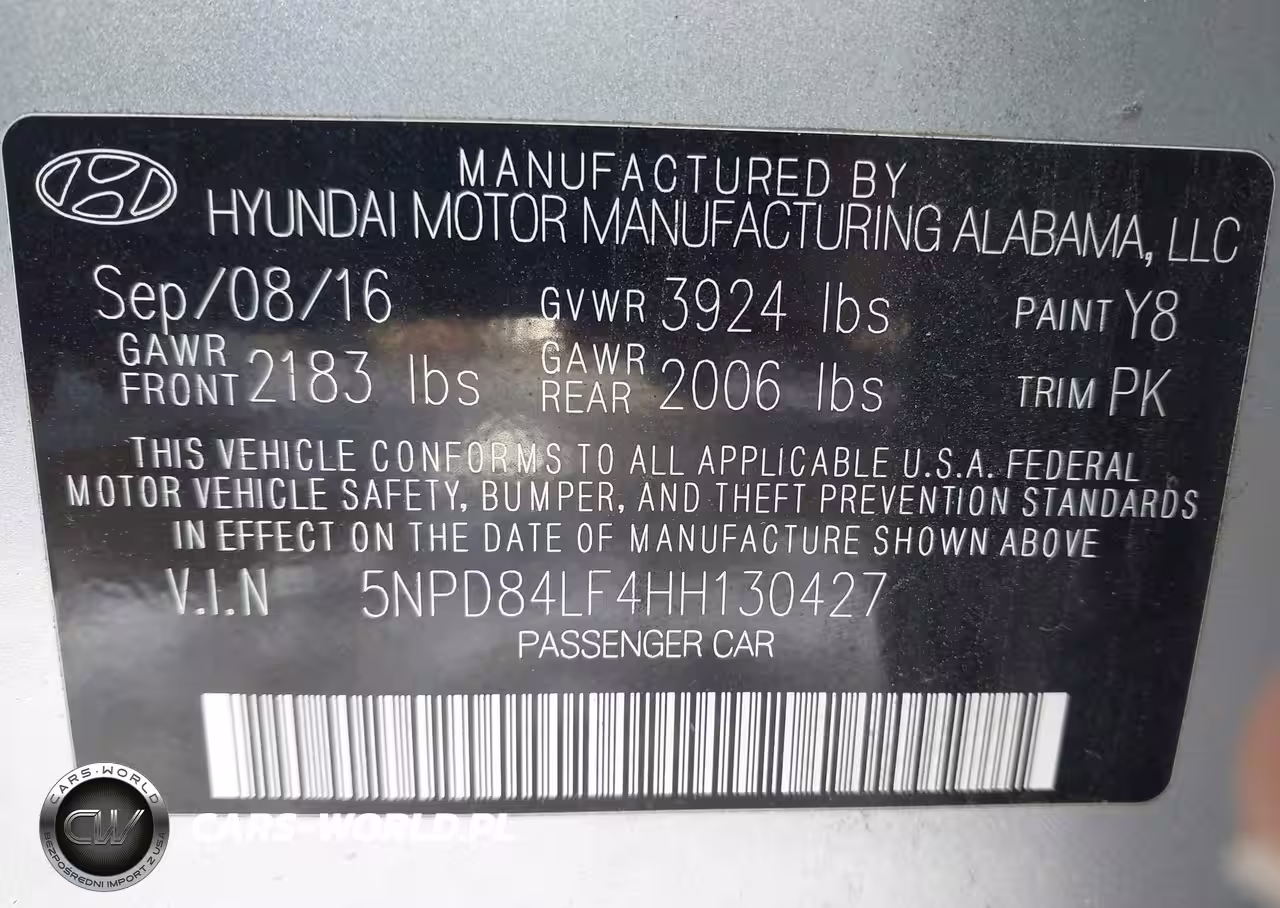 MANUFACTURED BY
HYUNDAI MOTOR MANUFACTURING ALABAMA, LLC
Sep/08/16 GVWR 3924 lbs PAINT Y8
GAWR FRONT 2183 lbs GAWR REAR 2006 lbs TRIM PK
THIS VEHICLE CONFORMS TO ALL APPLICABLE U.S.A. FEDERAL
MOTOR VEHICLE SAFETY, BUMPER, AND THEFT PREVENTION STANDARDS
IN EFFECT ON THE DATE OF MANUFACTURE SHOWN ABOVE
V.I.N 5NPD84LF4HH130427
PASSENGER CAR
CARS-WORLD
CW
BEZPOŚREDNI IMPORT Z USA
CARS-WORLD.PL